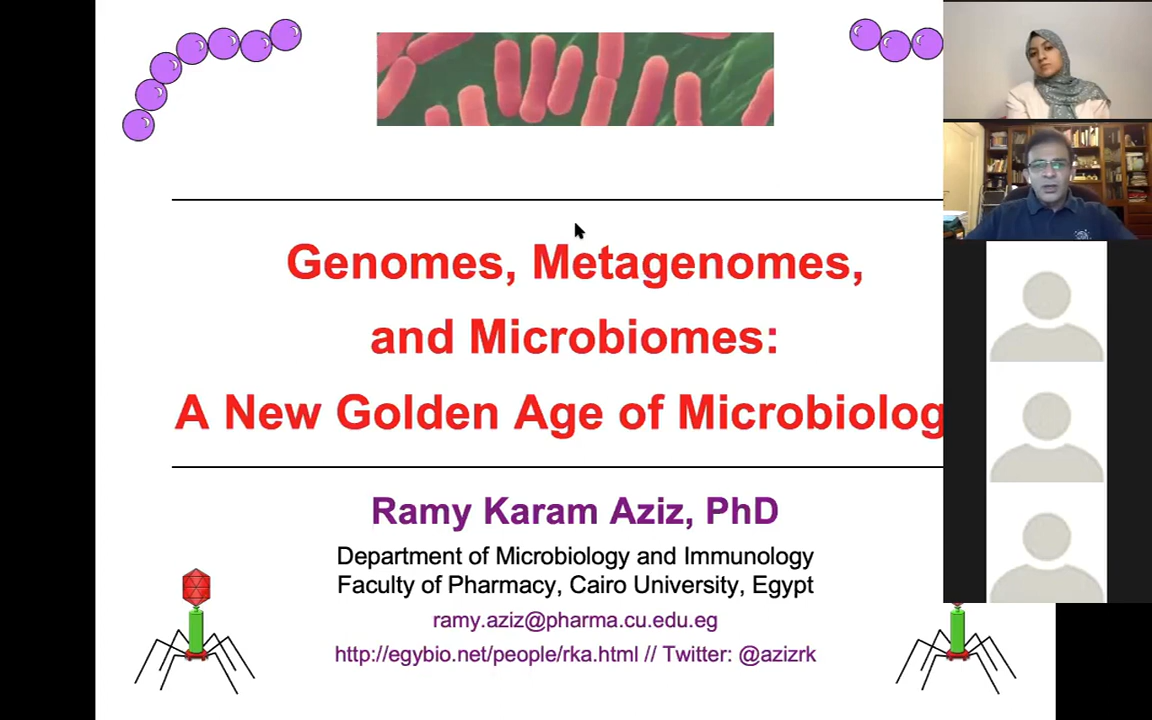 Genomes, Metagenomes,
and Microbiomes:
A New Golden Age of Microbiolog
Ramy Karam Aziz, PhD
Department of Microbiology and Immunology
Faculty of Pharmacy, Cairo University, Egypt
ramy.aziz@pharma.cu.edu.eg
http://egybio.net/people/rka.html // Twitter: @azizrk